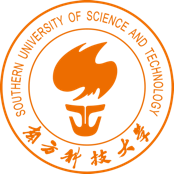 SOUTHERN UNIVERSITY OF SCIENCE AND TECHNOLOGY
南方科技大学